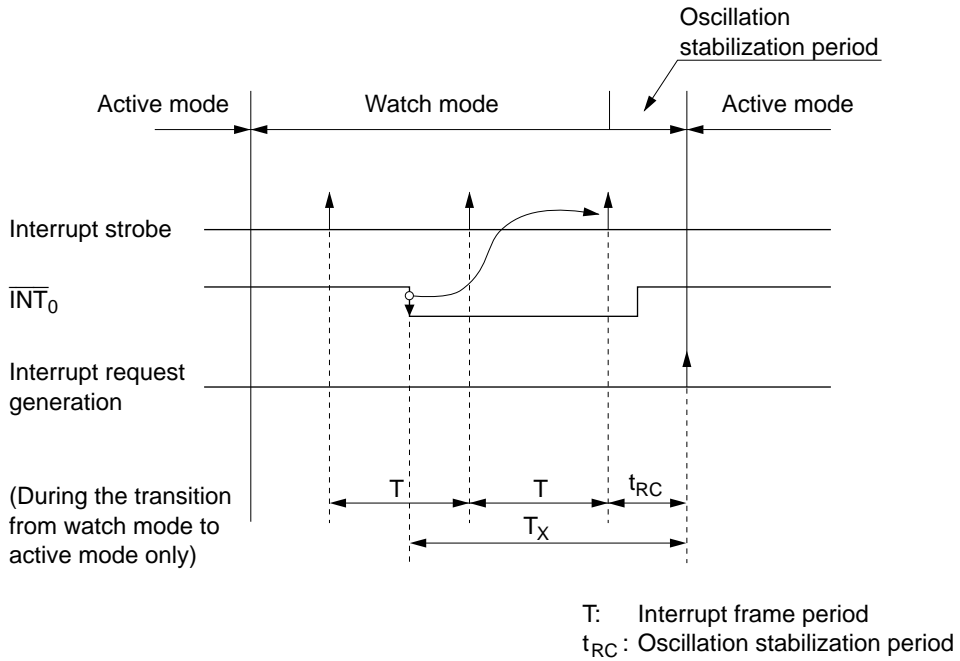 Oscillation
stabilization period
Active mode
Watch mode
Active mode
Interrupt strobe
INT0
Interrupt request
generation
(During the transition
from watch mode to
active mode only)
T
T
tRC
TX
T: Interrupt frame period
tRC : Oscillation stabilization period